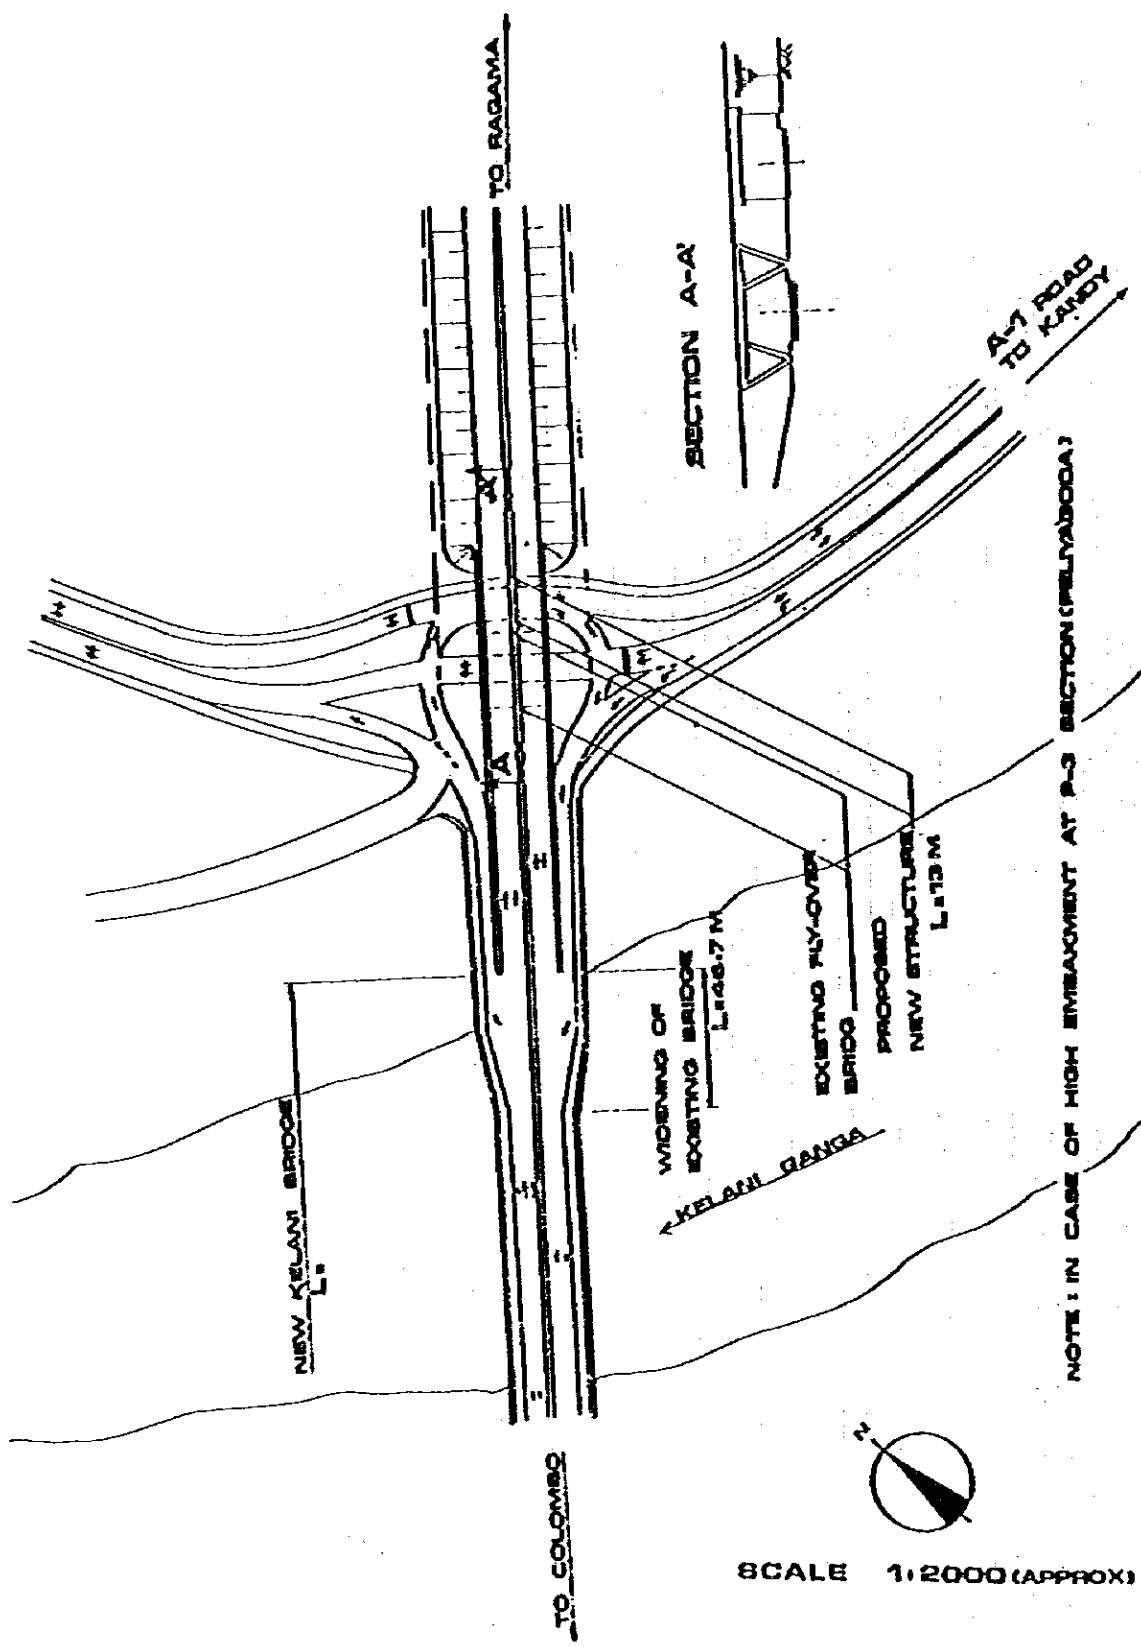 TO RAGAMA
SECTION A-A'
A-1 ROAD
TO KANDY
A'
A
NEW KELANI BRIDGE
L=
WIDENING OF
EXISTING BRIDGE
L=46.7 M
EXISTING FLY-OVER
BRIDG
PROPOSED
NEW STRUCTURE
L=73 M
KELANI GANGA
NOTE : IN CASE OF HIGH EMBAKMENT AT P-3 SECTION (PELIYAGODA)
TO COLOMBO
N
SCALE 1:2000 (APPROX)